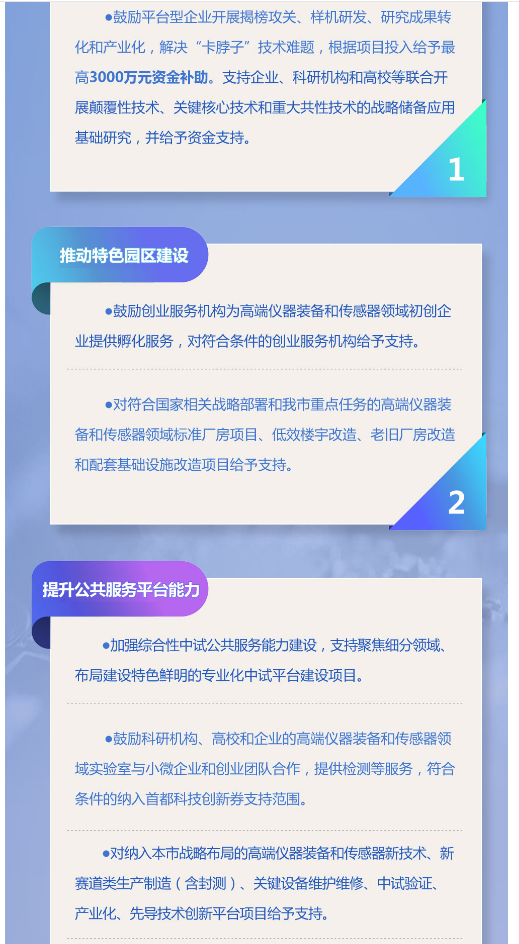 ●鼓励平台型企业开展揭榜攻关、样机研发、研究成果转
化和产业化，解决“卡脖子”技术难题，根据项目投入给予最
高3000万元资金补助。支持企业、科研机构和高校等联合开
展颠覆性技术、关键核心技术和重大共性技术的战略储备应用
基础研究，并给予资金支持。
1
推动特色园区建设
●鼓励创业服务机构为高端仪器装备和传感器领域初创企
业提供孵化服务，对符合条件的创业服务机构给予支持。
●对符合国家相关战略部署和我市重点任务的高端仪器装
备和传感器领域标准厂房项目、低效楼宇改造、老旧厂房改造
和配套基础设施改造项目给予支持。
2
提升公共服务平台能力
●加强综合性中试公共服务能力建设，支持聚焦细分领域、
布局建设特色鲜明的专业化中试平台建设项目。
●鼓励科研机构、高校和企业的高端仪器装备和传感器领
域实验室与小微企业和创业团队合作，提供检测等服务，符合
条件的纳入首都科技创新券支持范围。
●对纳入本市战略布局的高端仪器装备和传感器新技术、新
赛道类生产制造（含封测）、关键设备维护维修、中试验证、
产业化、先导技术创新平台项目给予支持。